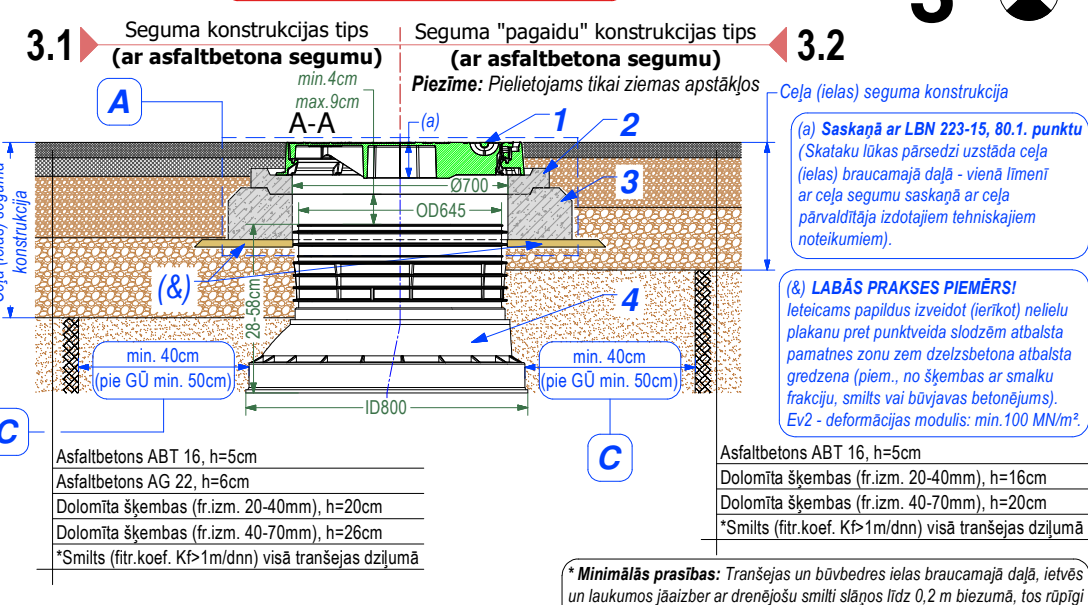 3
3.1
Seguma konstrukcijas tips
(ar asfaltbetona segumu)
Seguma "pagaidu" konstrukcijas tips
(ar asfaltbetona segumu)
Piezīme: Pielietojams tikai ziemas apstākļos
3.2
A
min.4cm
max.9cm
A-A
(a)
1
2
3
4
Ø700
OD645
(&)
28-58cm
konstrukcija
min. 40cm
(pie GŪ min. 50cm)
ID800
min. 40cm
(pie GŪ min. 50cm)
C
C
Ceļa (ielas) seguma konstrukcija
(a) Saskaņā ar LBN 223-15, 80.1. punktu
(Skataku lūkas pārsedzi uzstāda ceļa
(ielas) braucamajā daļā - vienā līmenī
ar ceļa segumu saskaņā ar ceļa
pārvaldītāja izdotajiem tehniskajiem
noteikumiem).
(&) LABĀS PRAKSES PIEMĒRS!
Ieteicams papildus izveidot (ierīkot) nelielu
plakanu pret punktveida slodzēm atbalsta
pamatnes zonu zem dzelzsbetona atbalsta
gredzena (piem., no šķembas ar smalku
frakciju, smilts vai būvjavas betonējums).
Ev2 - deformācijas modulis: min.100 MN/m².
Asfaltbetons ABT 16, h=5cm
Asfaltbetons AG 22, h=6cm
Dolomīta šķembas (fr.izm. 20-40mm), h=20cm
Dolomīta šķembas (fr.izm. 40-70mm), h=26cm
*Smilts (fitr.koef. Kf>1m/dnn) visā tranšejas dziļumā
Asfaltbetons ABT 16, h=5cm
Dolomīta šķembas (fr.izm. 20-40mm), h=16cm
Dolomīta šķembas (fr.izm. 40-70mm), h=20cm
*Smilts (fitr.koef. Kf>1m/dnn) visā tranšejas dziļumā
* Minimālās prasības: Tranšejas un būvbedres ielas braucamajā daļā, ietvēs
un laukumos jāaizber ar drenējošu smilti slāņos līdz 0,2 m biezumā, tos rūpīgi